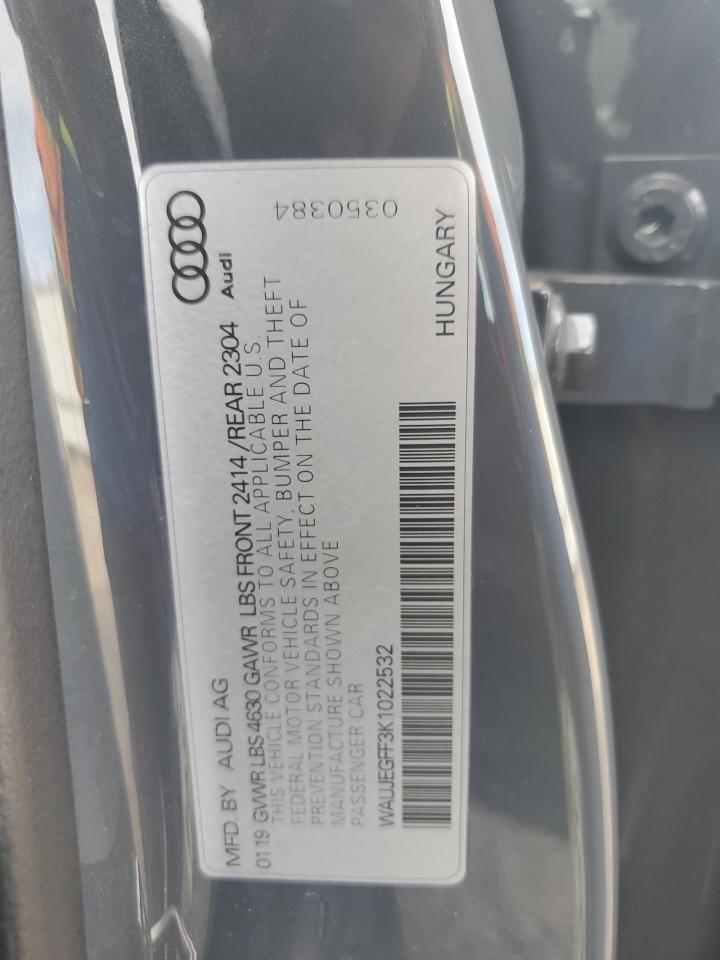 MFD. BY AUDI AG
Audi
01 19 GVWR LBS 4630 GAWR LBS FRONT 2414 /REAR 2304
THIS VEHICLE CONFORMS TO ALL APPLICABLE U.S.
FEDERAL MOTOR VEHICLE SAFETY, BUMPER AND THEFT
PREVENTION STANDARDS IN EFFECT ON THE DATE OF
MANUFACTURE SHOWN ABOVE
PASSENGER CAR
0350384
WAUJEGFF3K1022532
HUNGARY